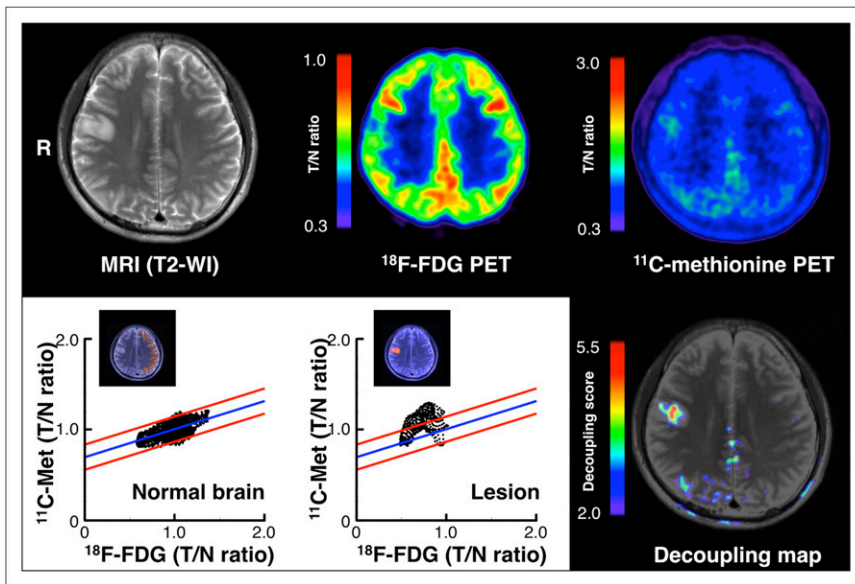 R
MRI (T2-WI)
1.0
T/N ratio
0.3
¹⁸F-FDG PET
3.0
T/N ratio
0.3
¹¹C-methionine PET
¹¹C-Met (T/N ratio)
2.0
1.0
0
Normal brain
0
1.0
2.0
¹⁸F-FDG (T/N ratio)
¹¹C-Met (T/N ratio)
2.0
1.0
0
Lesion
0
1.0
2.0
¹⁸F-FDG (T/N ratio)
5.5
Decoupling score
2.0
Decoupling map